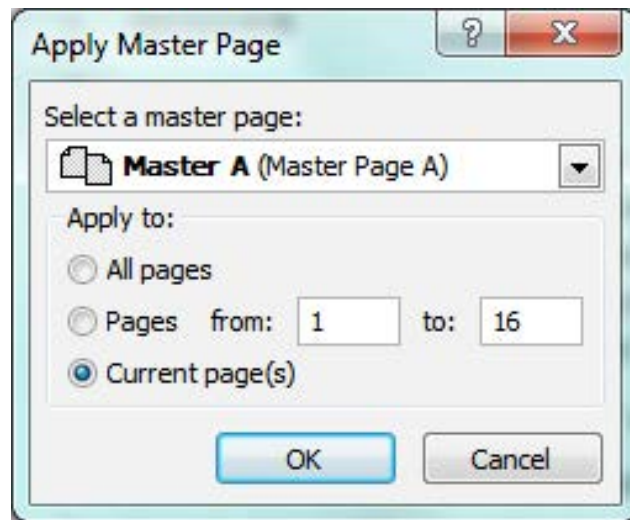 Apply Master Page
?
Select a master page:
Master A (Master Page A)
Apply to:
All pages
Pages from: 1 to: 16
Current page(s)
OK Cancel